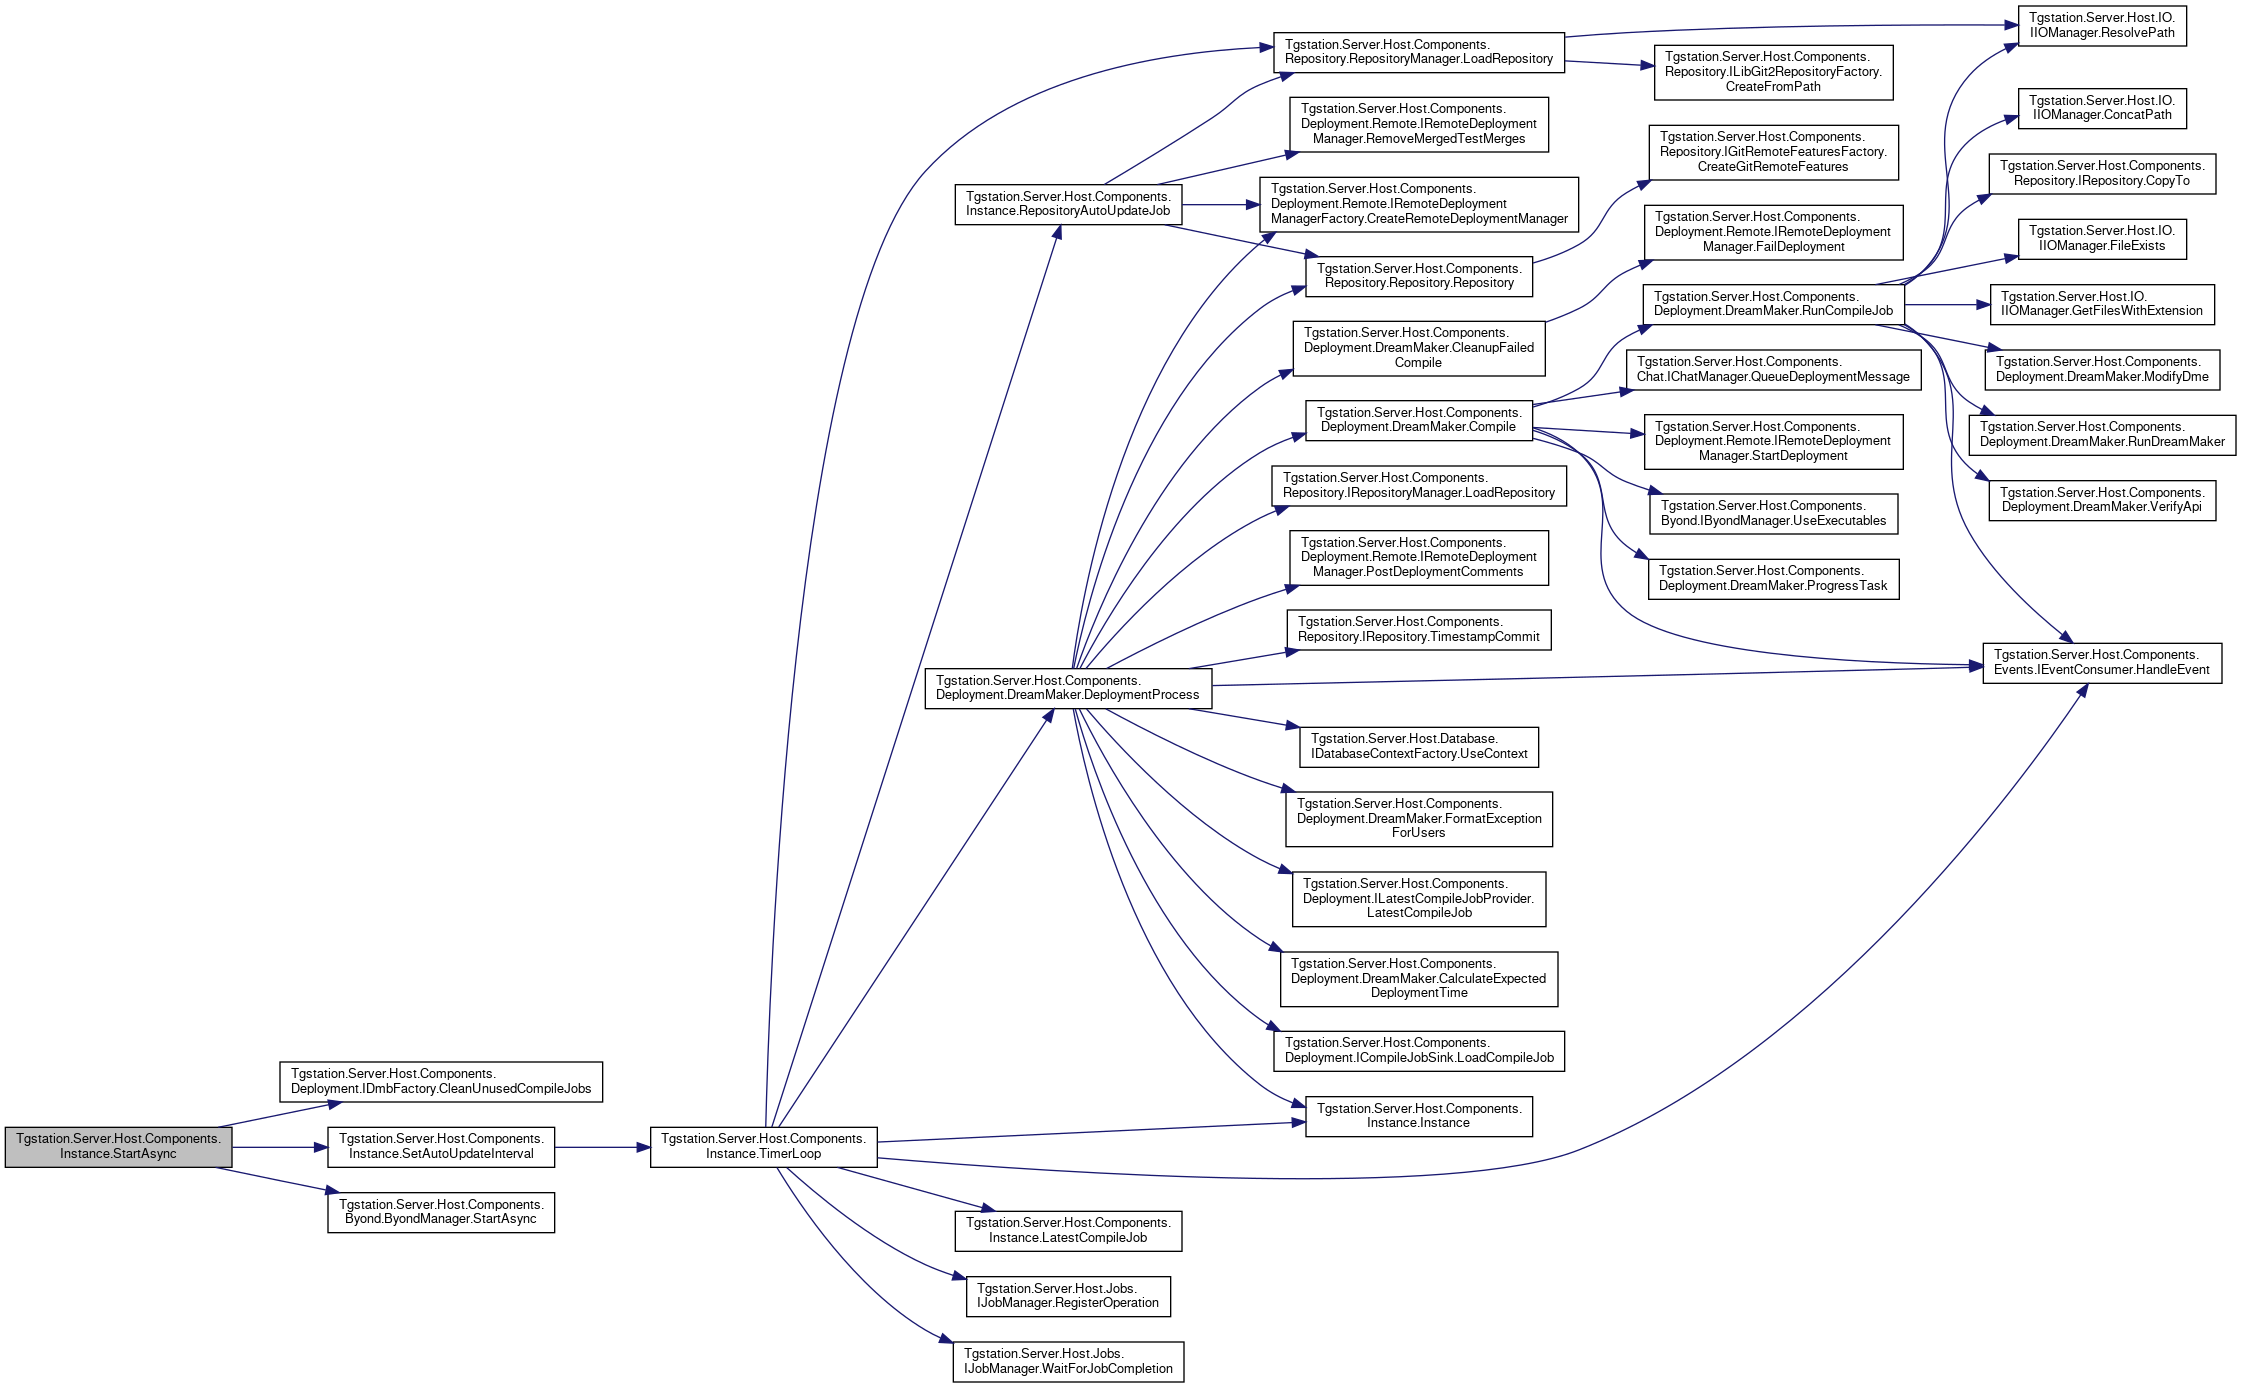 Tgstation.Server.Host.Components.
Instance.StartAsync
Tgstation.Server.Host.Components.
Deployment.IDmbFactory.CleanUnusedCompileJobs
Tgstation.Server.Host.Components.
Instance.SetAutoUpdateInterval
Tgstation.Server.Host.Components.
Byond.ByondManager.StartAsync
Tgstation.Server.Host.Components.
Instance.TimerLoop
Tgstation.Server.Host.Components.
Instance.RepositoryAutoUpdateJob
Tgstation.Server.Host.Components.
Deployment.DreamMaker.DeploymentProcess
Tgstation.Server.Host.Components.
Instance.LatestCompileJob
Tgstation.Server.Host.Jobs.
IJobManager.RegisterOperation
Tgstation.Server.Host.Jobs.
IJobManager.WaitForJobCompletion
Tgstation.Server.Host.Components.
Repository.RepositoryManager.LoadRepository
Tgstation.Server.Host.Components.
Deployment.Remote.IRemoteDeployment
Manager.RemoveMergedTestMerges
Tgstation.Server.Host.Components.
Deployment.Remote.IRemoteDeployment
ManagerFactory.CreateRemoteDeploymentManager
Tgstation.Server.Host.Components.
Repository.Repository.Repository
Tgstation.Server.Host.Components.
Deployment.DreamMaker.CleanupFailed
Compile
Tgstation.Server.Host.Components.
Deployment.DreamMaker.Compile
Tgstation.Server.Host.Components.
Repository.IRepositoryManager.LoadRepository
Tgstation.Server.Host.Components.
Deployment.Remote.IRemoteDeployment
Manager.PostDeploymentComments
Tgstation.Server.Host.Components.
Repository.IRepository.TimestampCommit
Tgstation.Server.Host.Database.
IDatabaseContextFactory.UseContext
Tgstation.Server.Host.Components.
Deployment.DreamMaker.FormatException
ForUsers
Tgstation.Server.Host.Components.
Deployment.ILatestCompileJobProvider.
LatestCompileJob
Tgstation.Server.Host.Components.
Deployment.DreamMaker.CalculateExpected
DeploymentTime
Tgstation.Server.Host.Components.
Deployment.ICompileJobSink.LoadCompileJob
Tgstation.Server.Host.Components.
Instance.Instance
Tgstation.Server.Host.Components.
Repository.ILibGit2RepositoryFactory.
CreateFromPath
Tgstation.Server.Host.Components.
Repository.IGitRemoteFeaturesFactory.
CreateGitRemoteFeatures
Tgstation.Server.Host.Components.
Deployment.Remote.IRemoteDeployment
Manager.FailDeployment
Tgstation.Server.Host.Components.
Deployment.DreamMaker.RunCompileJob
Tgstation.Server.Host.Components.
Chat.IChatManager.QueueDeploymentMessage
Tgstation.Server.Host.Components.
Deployment.Remote.IRemoteDeployment
Manager.StartDeployment
Tgstation.Server.Host.Components.
Byond.IByondManager.UseExecutables
Tgstation.Server.Host.Components.
Deployment.DreamMaker.ProgressTask
Tgstation.Server.Host.IO.
IIOManager.ResolvePath
Tgstation.Server.Host.IO.
IIOManager.ConcatPath
Tgstation.Server.Host.Components.
Repository.IRepository.CopyTo
Tgstation.Server.Host.IO.
IIOManager.FileExists
Tgstation.Server.Host.IO.
IIOManager.GetFilesWithExtension
Tgstation.Server.Host.Components.
Deployment.DreamMaker.ModifyDme
Tgstation.Server.Host.Components.
Deployment.DreamMaker.RunDreamMaker
Tgstation.Server.Host.Components.
Deployment.DreamMaker.VerifyApi
Tgstation.Server.Host.Components.
Events.IEventConsumer.HandleEvent